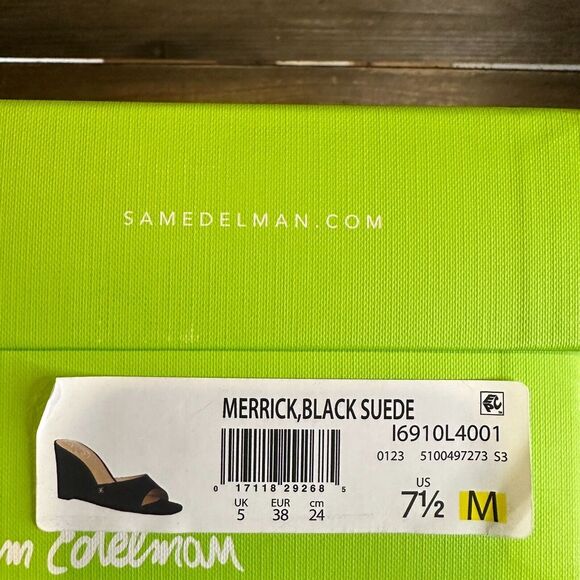 SAMEDELMAN.COM
MERRICK,BLACK SUEDE
I6910L4001
0123 5100497273 S3
0 17118 29268 5
UK EUR cm US
5 38 24 7½ M
m Edelman